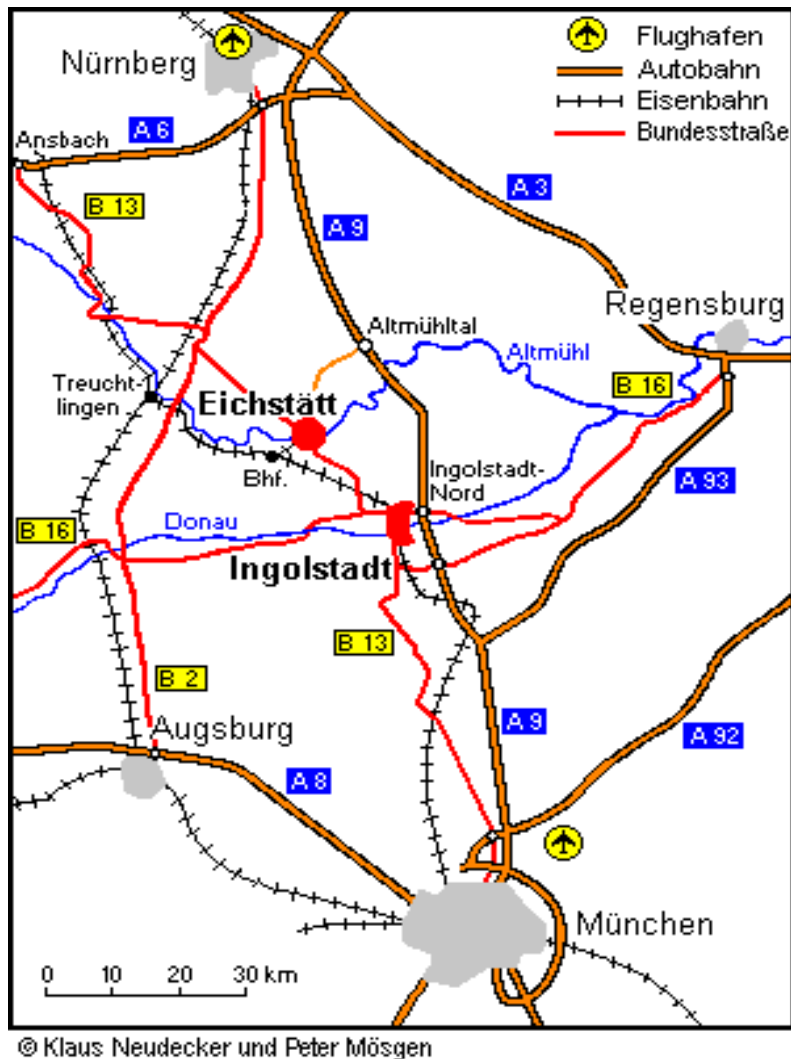 Flughafen
Nürnberg
Autobahn
Eisenbahn
Bundesstraße
Ansbach
A 6
A 3
B 13
A 9
Regensburg
Altmühltal
Altmühl
Treucht-
lingen
B 16
Eichstätt
Bhf.
Ingolstadt-
Nord
A 93
B 16
Donau
Ingolstadt
B 13
B 2
Augsburg
A 9
A 92
A 8
München
0 10 20 30 km
© Klaus Neudecker und Peter Mösgen